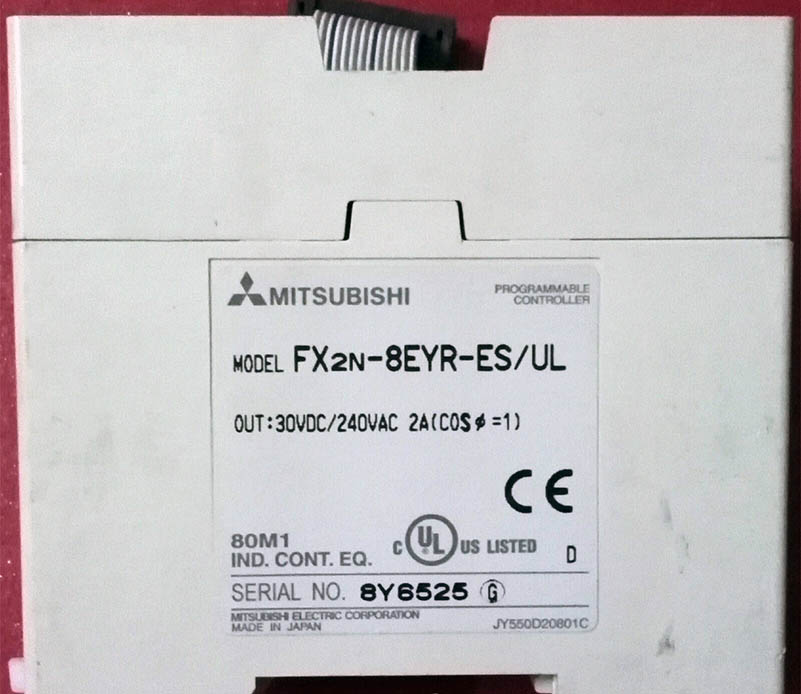 MITSUBISHI
PROGRAMMABLE
CONTROLLER
MODEL FX2N-8EYR-ES/UL
OUT:30VDC/240VAC 2A(COSø=1)
CE
80M1
IND. CONT. EQ.
C UL US LISTED D
SERIAL NO. 8Y6525 G
MITSUBISHI ELECTRIC CORPORATION
MADE IN JAPAN
JY550D20801C